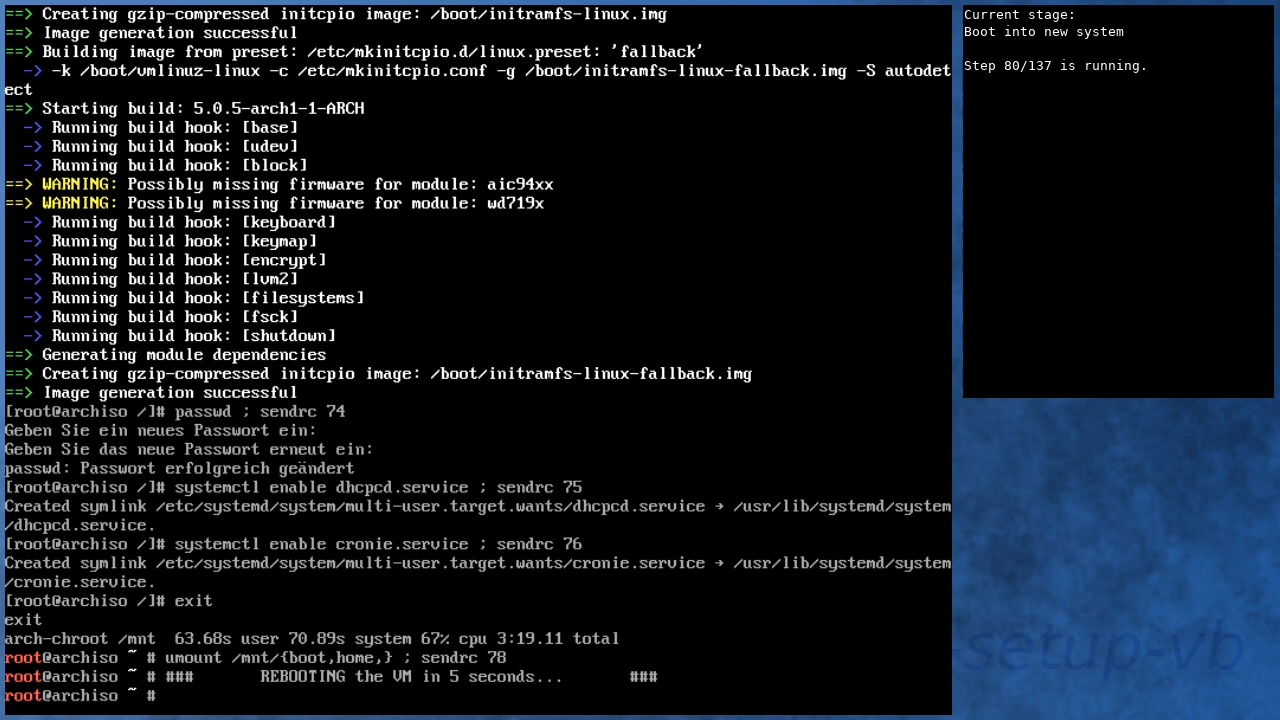 ==> Creating gzip-compressed initcpio image: /boot/initramfs-linux.img
==> Image generation successful
==> Building image from preset: /etc/mkinitcpio.d/linux.preset: 'fallback'
  -> -k /boot/vmlinuz-linux -c /etc/mkinitcpio.conf -g /boot/initramfs-linux-fallback.img -S autodet
ect
==> Starting build: 5.0.5-arch1-1-ARCH
  -> Running build hook: [base]
  -> Running build hook: [udev]
  -> Running build hook: [block]
==> WARNING: Possibly missing firmware for module: aic94xx
==> WARNING: Possibly missing firmware for module: wd719x
  -> Running build hook: [keyboard]
  -> Running build hook: [keymap]
  -> Running build hook: [encrypt]
  -> Running build hook: [lvm2]
  -> Running build hook: [filesystems]
  -> Running build hook: [fsck]
  -> Running build hook: [shutdown]
==> Generating module dependencies
==> Creating gzip-compressed initcpio image: /boot/initramfs-linux-fallback.img
==> Image generation successful
[root@archiso /]# passwd ; sendrc 74
Geben Sie ein neues Passwort ein:
Geben Sie das neue Passwort erneut ein:
passwd: Passwort erfolgreich geändert
[root@archiso /]# systemctl enable dhcpcd.service ; sendrc 75
Created symlink /etc/systemd/system/multi-user.target.wants/dhcpcd.service → /usr/lib/systemd/system
/dhcpcd.service.
[root@archiso /]# systemctl enable cronie.service ; sendrc 76
Created symlink /etc/systemd/system/multi-user.target.wants/cronie.service → /usr/lib/systemd/system
/cronie.service.
[root@archiso /]# exit
exit
arch-chroot /mnt  63.68s user 70.89s system 67% cpu 3:19.11 total
root@archiso ~ # umount /mnt/{boot,home,} ; sendrc 78
root@archiso ~ # ###       REBOOTING the VM in 5 seconds...       ###
root@archiso ~ #
Current stage:
Boot into new system
Step 80/137 is running.
-setup-vb